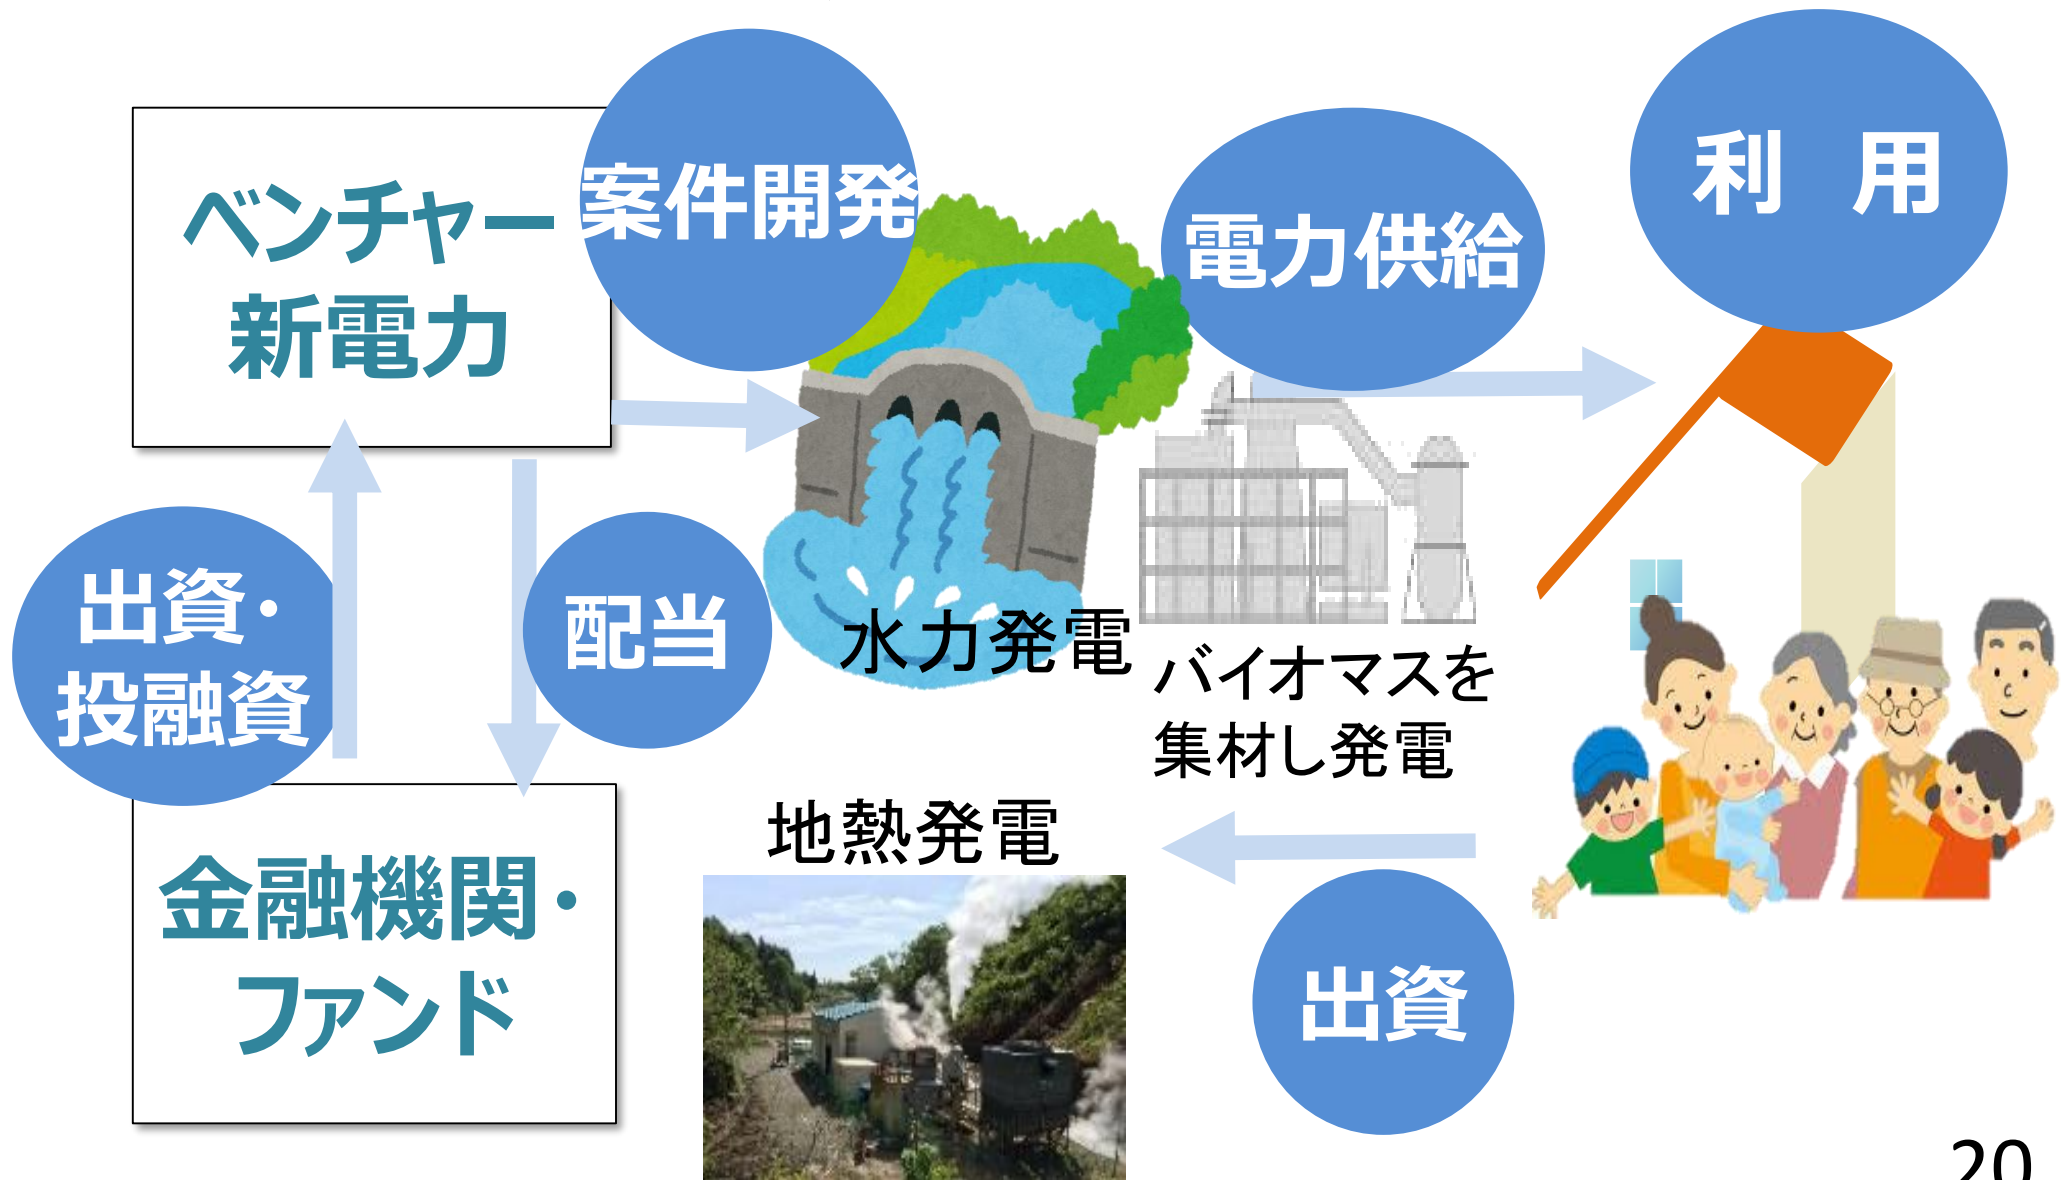 ベンチャー
新電力
案件開発
電力供給
利　用
出資・
投融資
配当
水力発電
バイオマスを
集材し発電
地熱発電
金融機関・
ファンド
出資
20